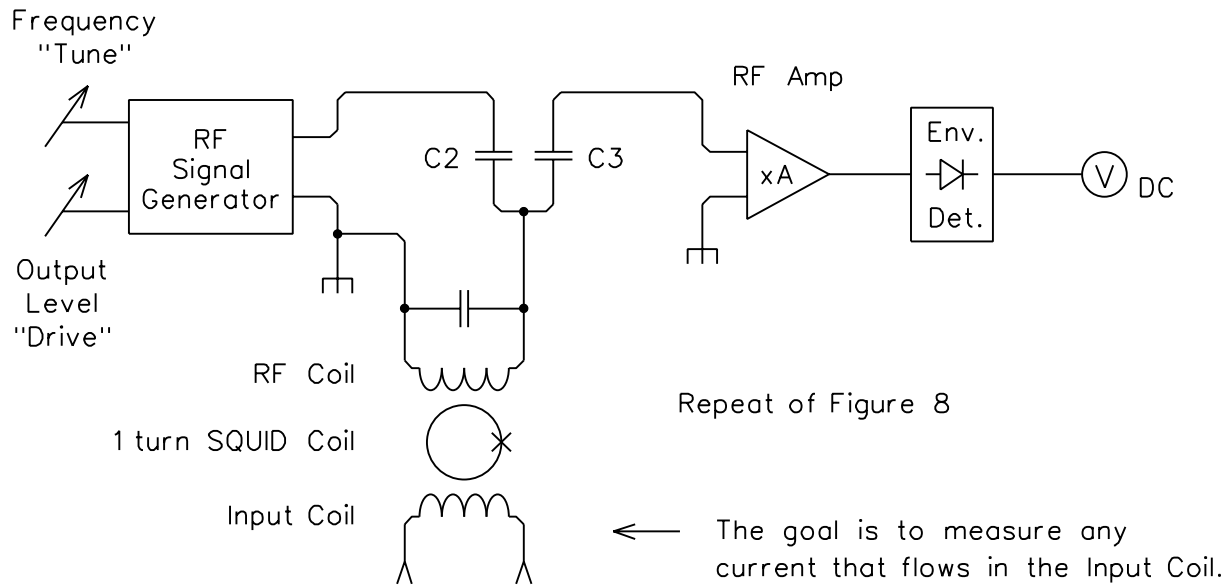 Frequency
"Tune"
RF Amp
RF
Signal
Generator
C2
C3
xA
Env.
Det.
V
DC
Output
Level
"Drive"
RF Coil
Repeat of Figure 8
1 turn SQUID Coil
Input Coil
The goal is to measure any
current that flows in the Input Coil.